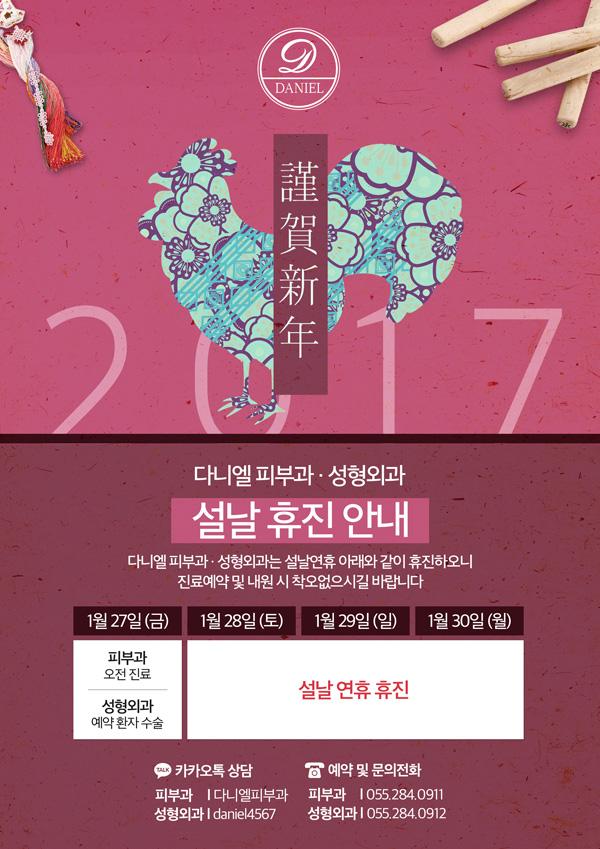 D
DANIEL
謹賀新年
2017
다니엘 피부과 · 성형외과
설날 휴진 안내
다니엘 피부과 · 성형외과는 설날연휴 아래와 같이 휴진하오니
진료예약 및 내원 시 착오없으시길 바랍니다
1월 27일 (금) 1월 28일 (토) 1월 29일 (일) 1월 30일 (월)
피부과
오전 진료
성형외과
예약 환자 수술
설날 연휴 휴진
TALK 카카오톡 상담
피부과 l 다니엘피부과
성형외과 l daniel4567
예약 및 문의전화
피부과 l 055.284.0911
성형외과 l 055.284.0912